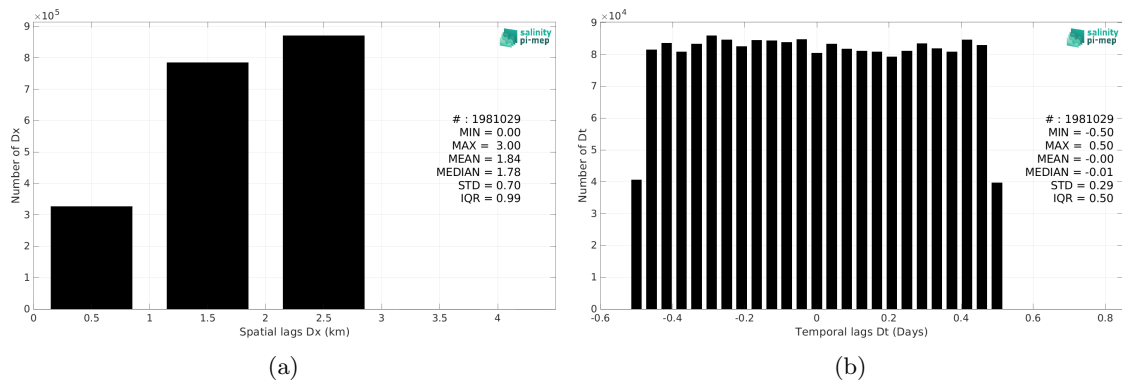 ×10⁵
9
8
7
6
5
4
3
2
1
0
Number of Dx
0 0.5 1 1.5 2 2.5 3 3.5 4
Spatial lags Dx (km)
salinity
pi-mep
# : 1981029
MIN = 0.00
MAX = 3.00
MEAN = 1.84
MEDIAN = 1.78
STD = 0.70
IQR = 0.99
(a)
×10⁴
9
8
7
6
5
4
3
2
1
0
Number of Dt
-0.6 -0.4 -0.2 0 0.2 0.4 0.6 0.8
Temporal lags Dt (Days)
salinity
pi-mep
# : 1981029
MIN = -0.50
MAX = 0.50
MEAN = -0.00
MEDIAN = -0.01
STD = 0.29
IQR = 0.50
(b)